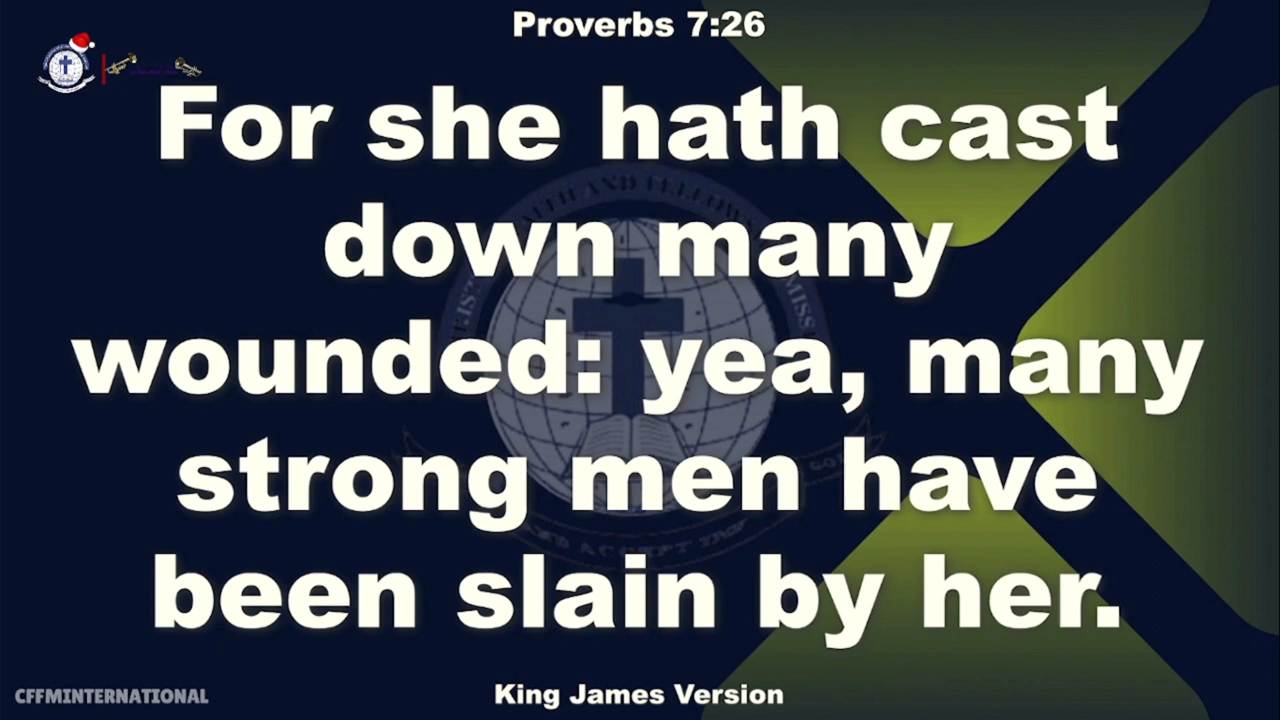 Proverbs 7:26
For she hath cast
down many
wounded: yea, many
strong men have
been slain by her.
King James Version
CFFMINTERNATIONAL